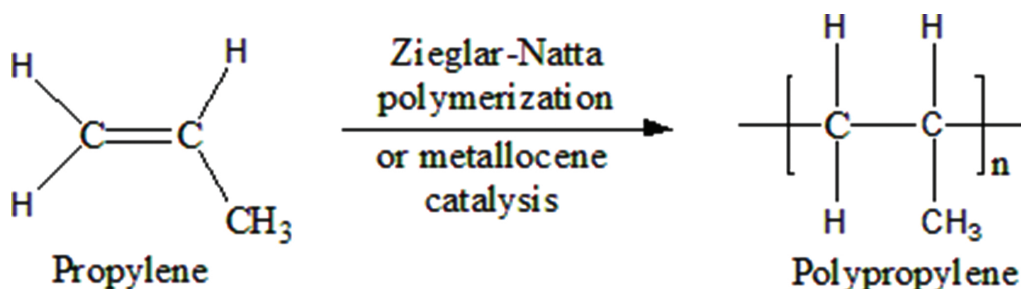 H
H
C
C
H
CH3
Propylene
Zieglar-Natta
polymerization
or metallocene
catalysis
H
H
C
C
n
H
CH3
Polypropylene